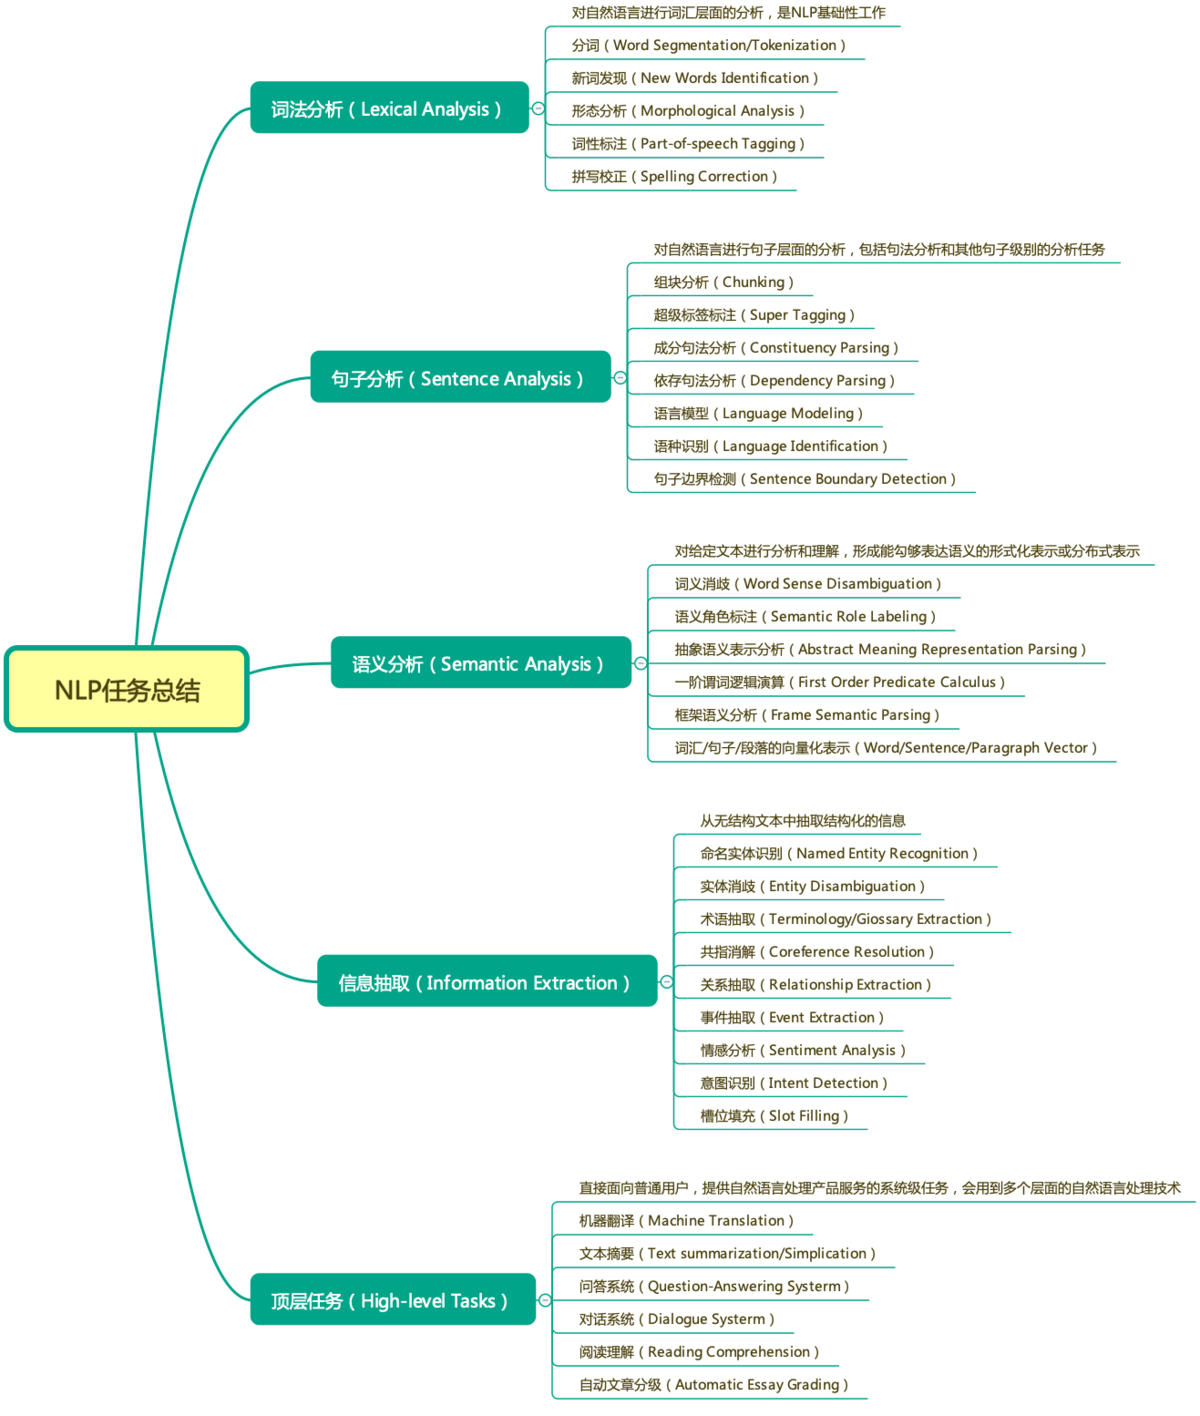 NLP任务总结
词法分析（Lexical Analysis）
对自然语言进行词汇层面的分析，是NLP基础性工作
分词（Word Segmentation/Tokenization）
新词发现（New Words Identification）
形态分析（Morphological Analysis）
词性标注（Part-of-speech Tagging）
拼写校正（Spelling Correction）
句子分析（Sentence Analysis）
对自然语言进行句子层面的分析，包括句法分析和其他句子级别的分析任务
组块分析（Chunking）
超级标签标注（Super Tagging）
成分句法分析（Constituency Parsing）
依存句法分析（Dependency Parsing）
语言模型（Language Modeling）
语种识别（Language Identification）
句子边界检测（Sentence Boundary Detection）
语义分析（Semantic Analysis）
对给定文本进行分析和理解，形成能勾够表达语义的形式化表示或分布式表示
词义消歧（Word Sense Disambiguation）
语义角色标注（Semantic Role Labeling）
抽象语义表示分析（Abstract Meaning Representation Parsing）
一阶谓词逻辑演算（First Order Predicate Calculus）
框架语义分析（Frame Semantic Parsing）
词汇/句子/段落的向量化表示（Word/Sentence/Paragraph Vector）
信息抽取（Information Extraction）
从无结构文本中抽取结构化的信息
命名实体识别（Named Entity Recognition）
实体消歧（Entity Disambiguation）
术语抽取（Terminology/Giossary Extraction）
共指消解（Coreference Resolution）
关系抽取（Relationship Extraction）
事件抽取（Event Extraction）
情感分析（Sentiment Analysis）
意图识别（Intent Detection）
槽位填充（Slot Filling）
顶层任务（High-level Tasks）
直接面向普通用户，提供自然语言处理产品服务的系统级任务，会用到多个层面的自然语言处理技术
机器翻译（Machine Translation）
文本摘要（Text summarization/Simplication）
问答系统（Question-Answering Systerm）
对话系统（Dialogue Systerm）
阅读理解（Reading Comprehension）
自动文章分级（Automatic Essay Grading）